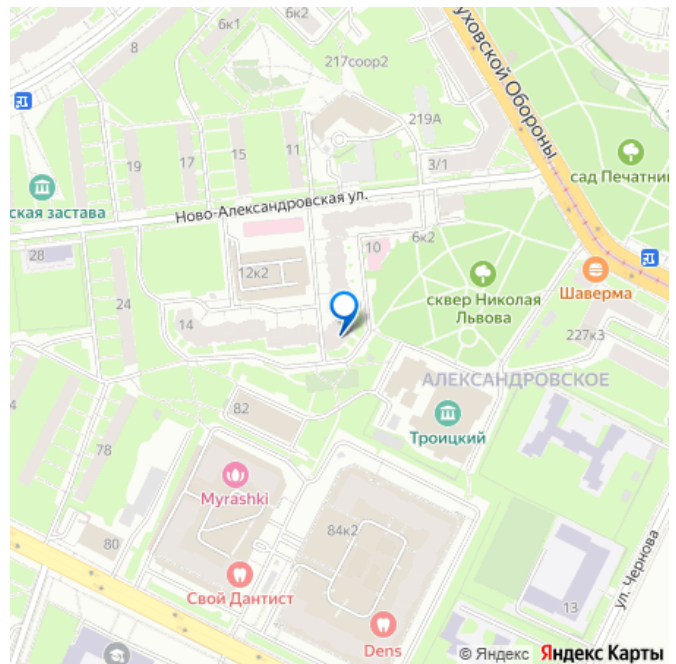 6к1
6к2
8
уховской Обороны
217соор2
219А
19
17
15
11
3/1
сад Печатни
ская застава
Ново-Александровская ул.
28
12к2
10
6к2
сквер Николая
Львова
Шаверма
24
14
227к3
АЛЕКСАНДРОВСКОЕ
4
82
Троицкий
78
Myrashki
84к2
80
Свой Дантист
Dens
13
ул. Чернова
© Яндекс Яндекс Карты